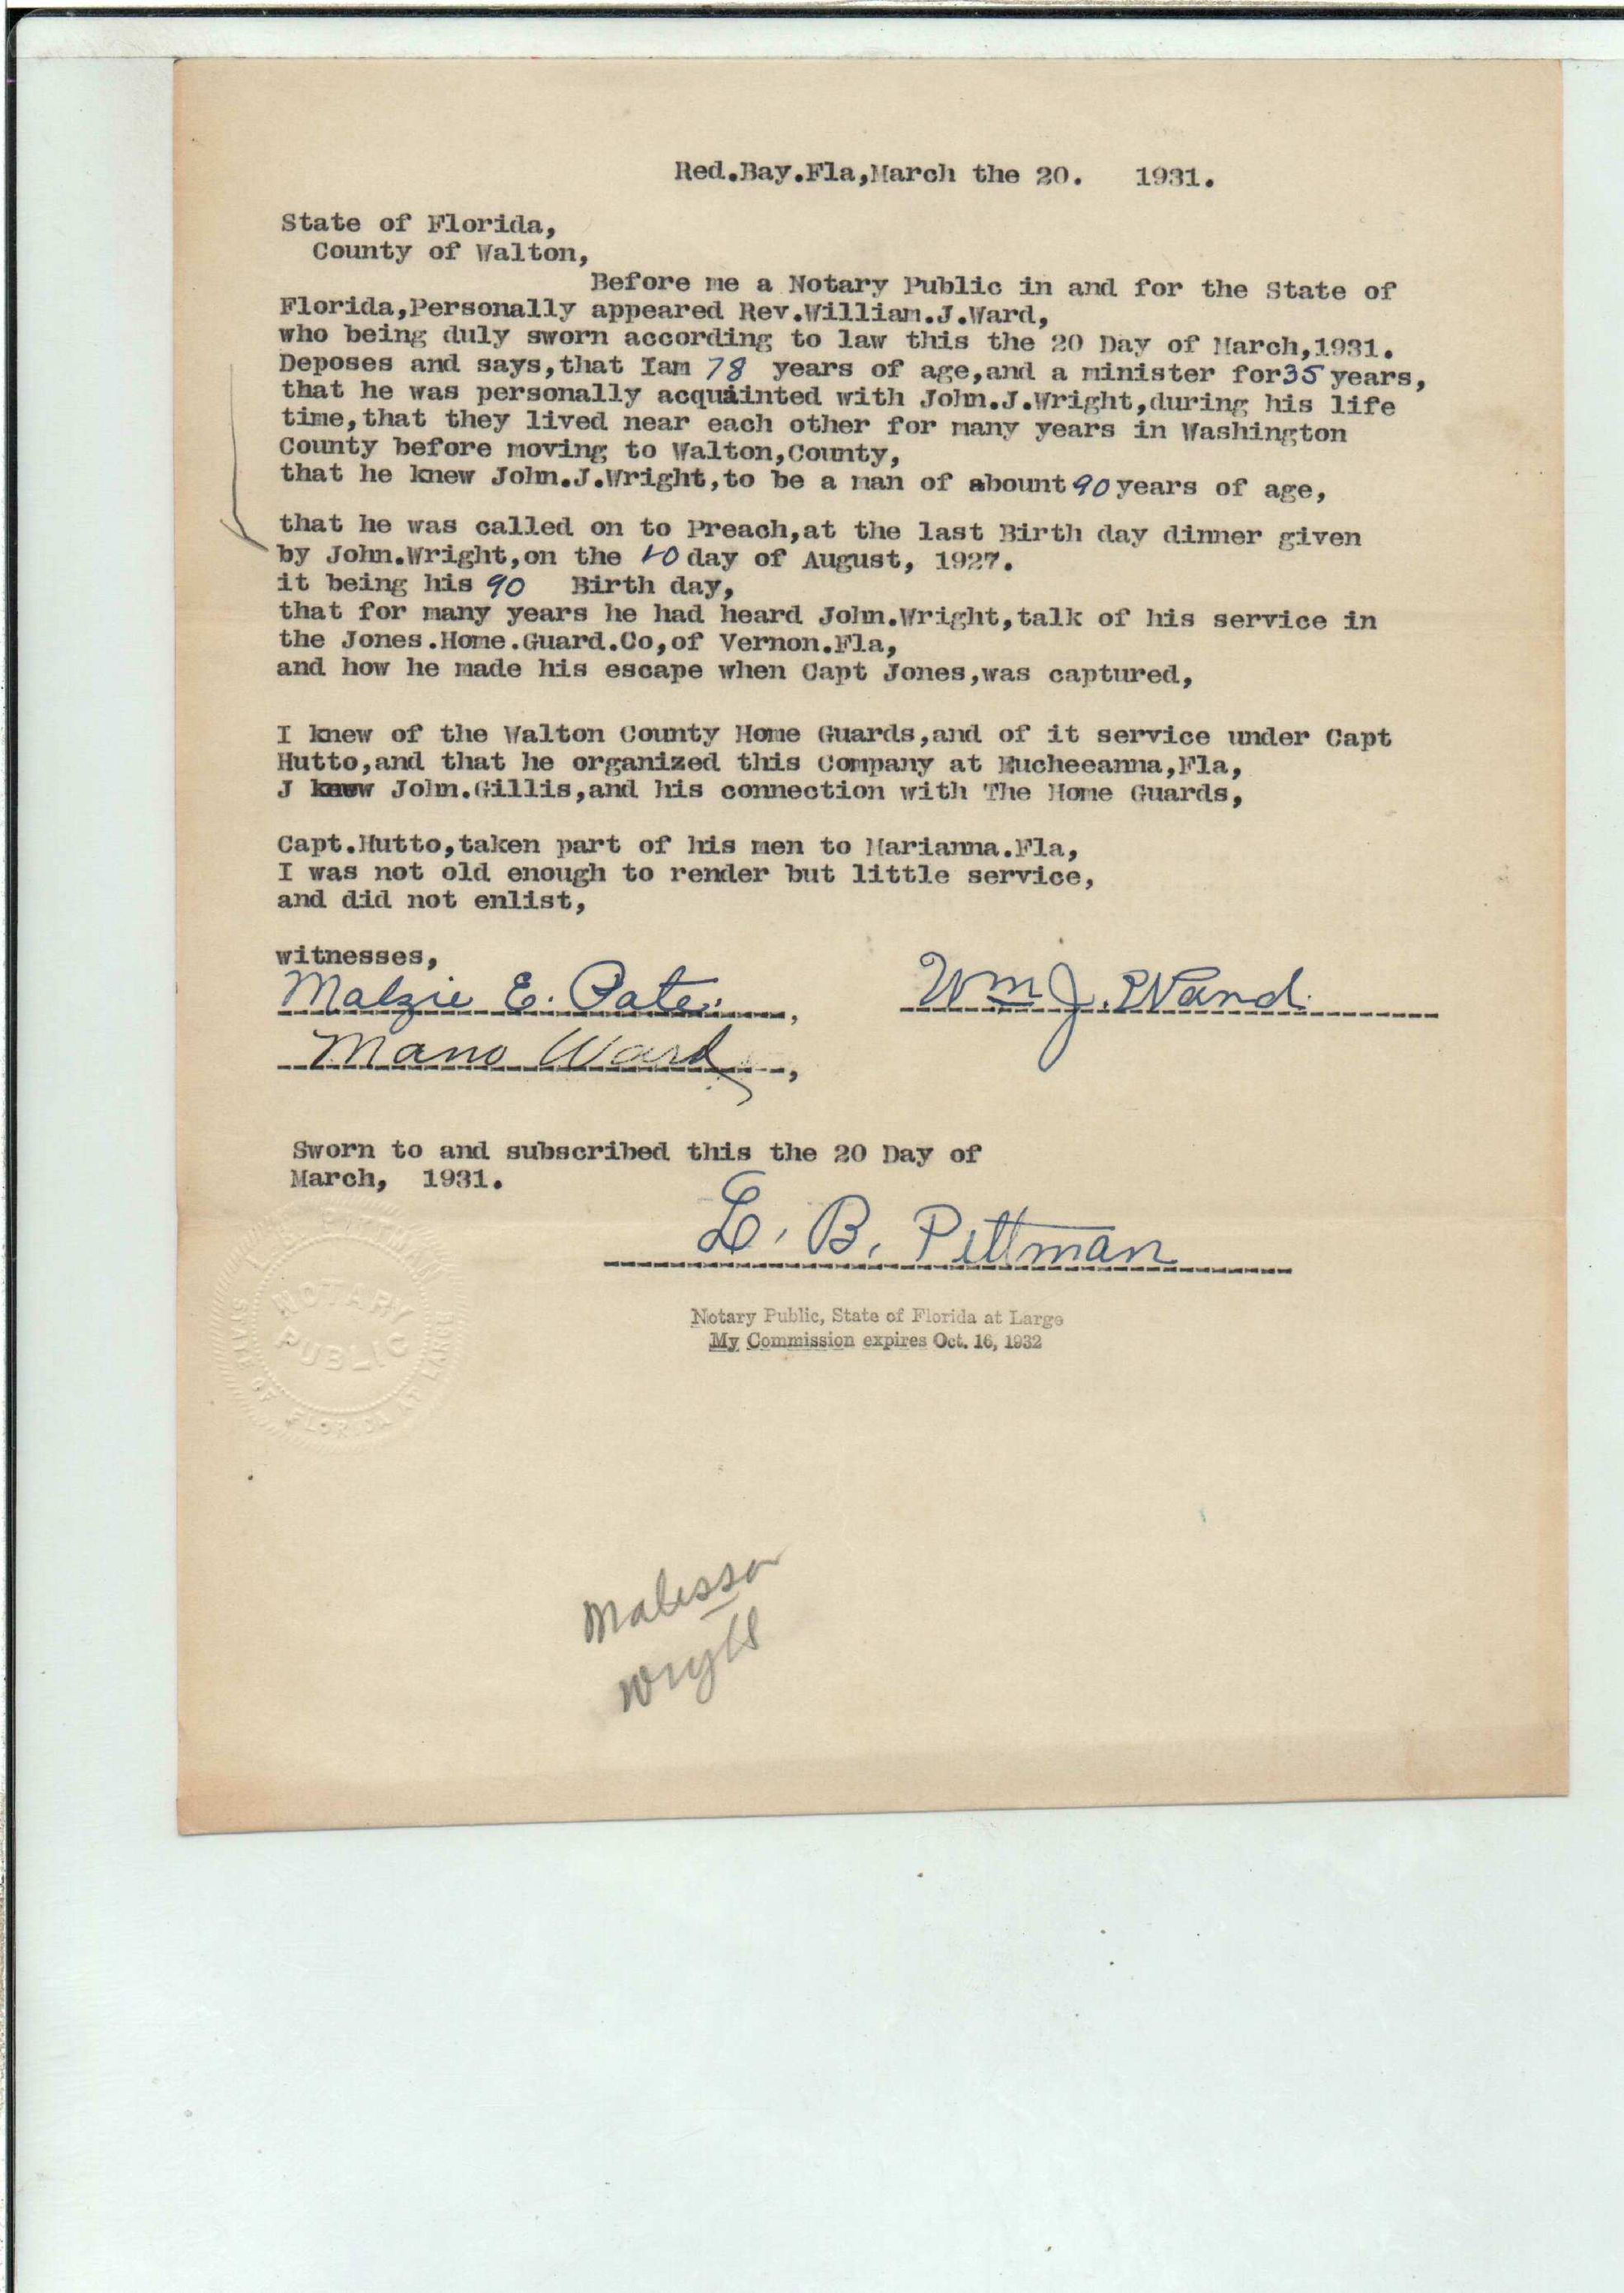 Red.Bay.Fla,March the 20. 1931.
State of Florida,
County of Walton,
Before me a Notary Public in and for the State of
Florida,Personally appeared Rev.William.J.Ward,
who being duly sworn according to law this the 20 Day of March,1931.
Deposes and says,that Iam 78 years of age,and a minister for35 years,
that he was personally acquainted with John.J.Wright,during his life
time,that they lived near each other for many years in Washington
County before moving to Walton,County,
that he knew John.J.Wright,to be a man of abount 90 years of age,
that he was called on to Preach,at the last Birth day dinner given
by John.Wright,on the 10 day of August, 1927.
it being his 90 Birth day,
that for many years he had heard John.Wright,talk of his service in
the Jones.Home.Guard.Co,of Vernon.Fla,
and how he made his escape when Capt Jones,was captured,
I knew of the Walton County Home Guards,and of it service under Capt
Hutto,and that he organized this Company at Eucheeanna,Fla,
J knew John.Gillis,and his connection with The Home Guards,
Capt.Hutto,taken part of his men to Marianna.Fla,
I was not old enough to render but little service,
and did not enlist,
witnesses,
Malzie E. Pate. , Wm J. Ward.
Mano Ward ,
Sworn to and subscribed this the 20 Day of
March, 1931.
L. B. Pittman
Notary Public, State of Florida at Large
My Commission expires Oct. 16, 1932
L. B. PITTMAN
NOTARY
PUBLIC
STATE OF FLORIDA AT LARGE
Malissa